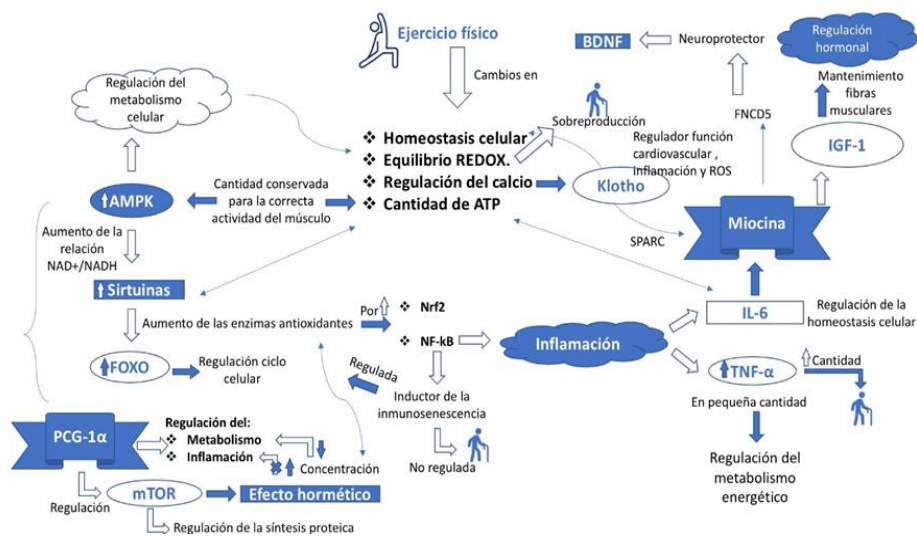 Ejercicio físico
Cambios en
BDNF
Neuroprotector
Regulación
hormonal
Regulación del
metabolismo
celular
Mantenimiento
fibras
musculares
FNCD5
Sobreproducción
❖ Homeostasis celular
❖ Equilibrio REDOX.
❖ Regulación del calcio
❖ Cantidad de ATP
Regulador función
cardiovascular ,
inflamación y ROS
IGF-1
Klotho
AMPK
Cantidad conservada
para la correcta
actividad del músculo
Miocina
SPARC
Aumento de la
relación
NAD+/NADH
Sirtuinas
Aumento de las enzimas antioxidantes
Por
❖ Nrf2
❖ NF-kB
Inflamación
IL-6
Regulación de la
homeostasis celular
FOXO
Regulación ciclo
celular
Regulada
Inductor de la
inmunosenescencia
No regulada
TNF-α
Cantidad
En pequeña cantidad
Regulación del
metabolismo
energético
PCG-1α
Regulación del:
❖ Metabolismo
❖ Inflamación
Concentración
Regulación
mTOR
Efecto hormético
Regulación de la síntesis proteica